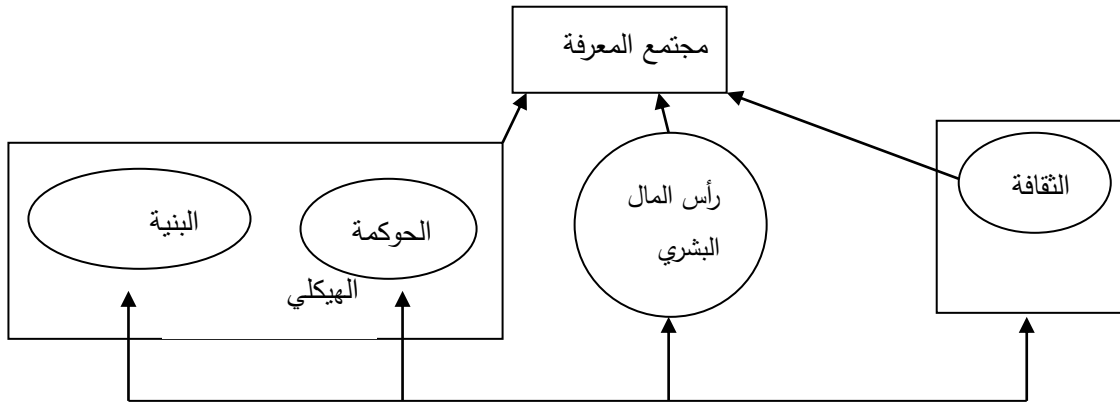 مجتمع المعرفة
الثقافة
رأس المال
البشري
الحوكمة
البنية
الهيكلي